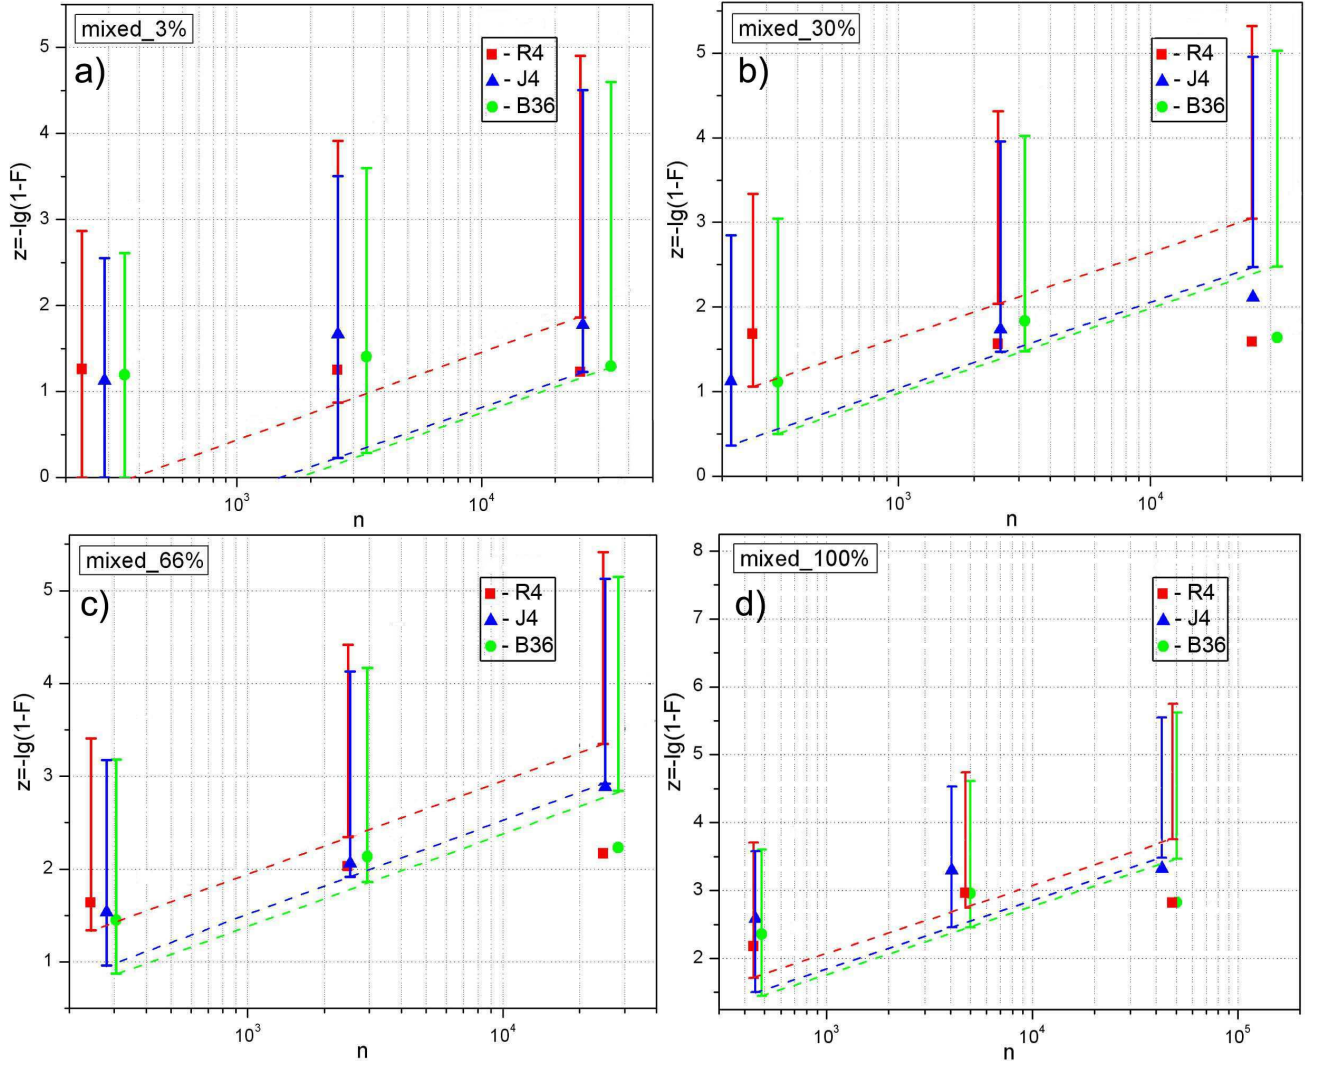 mixed_3%
a)
- R4
- J4
- B36
z=-lg(1-F)
5
4
3
2
1
0
10³
10⁴
n
mixed_30%
b)
- R4
- J4
- B36
z=-lg(1-F)
5
4
3
2
1
0
10³
10⁴
n
mixed_66%
c)
- R4
- J4
- B36
z=-lg(1-F)
5
4
3
2
1
10³
10⁴
n
mixed_100%
d)
- R4
- J4
- B36
z=-lg(1-F)
8
7
6
5
4
3
2
10³
10⁴
10⁵
n